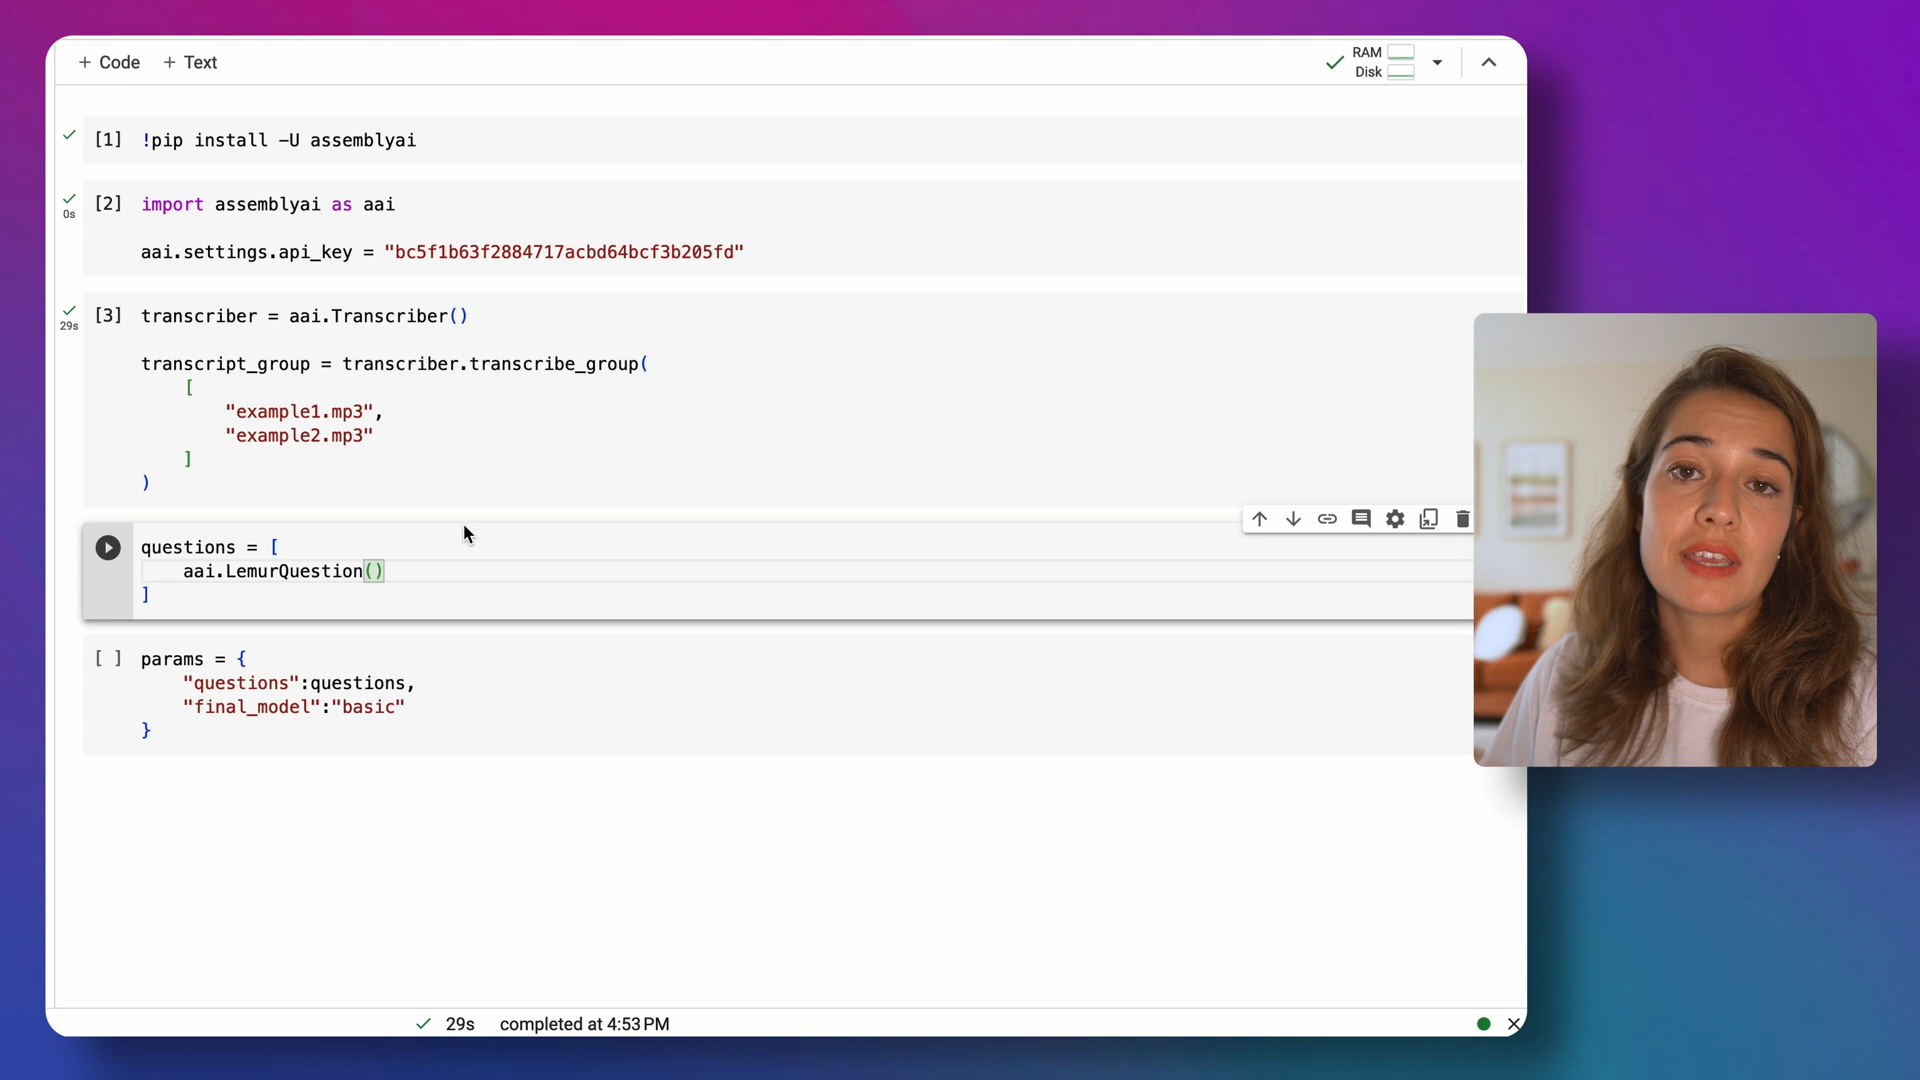 + Code + Text
RAM
Disk
[1] !pip install -U assemblyai
[2] import assemblyai as aai
0s
aai.settings.api_key = "bc5f1b63f2884717acbd64bcf3b205fd"
[3] transcriber = aai.Transcriber()
29s
transcript_group = transcriber.transcribe_group(
[
"example1.mp3",
"example2.mp3"
]
)
questions = [
aai.LemurQuestion()
]
[ ] params = {
"questions":questions,
"final_model":"basic"
}
29s completed at 4:53 PM